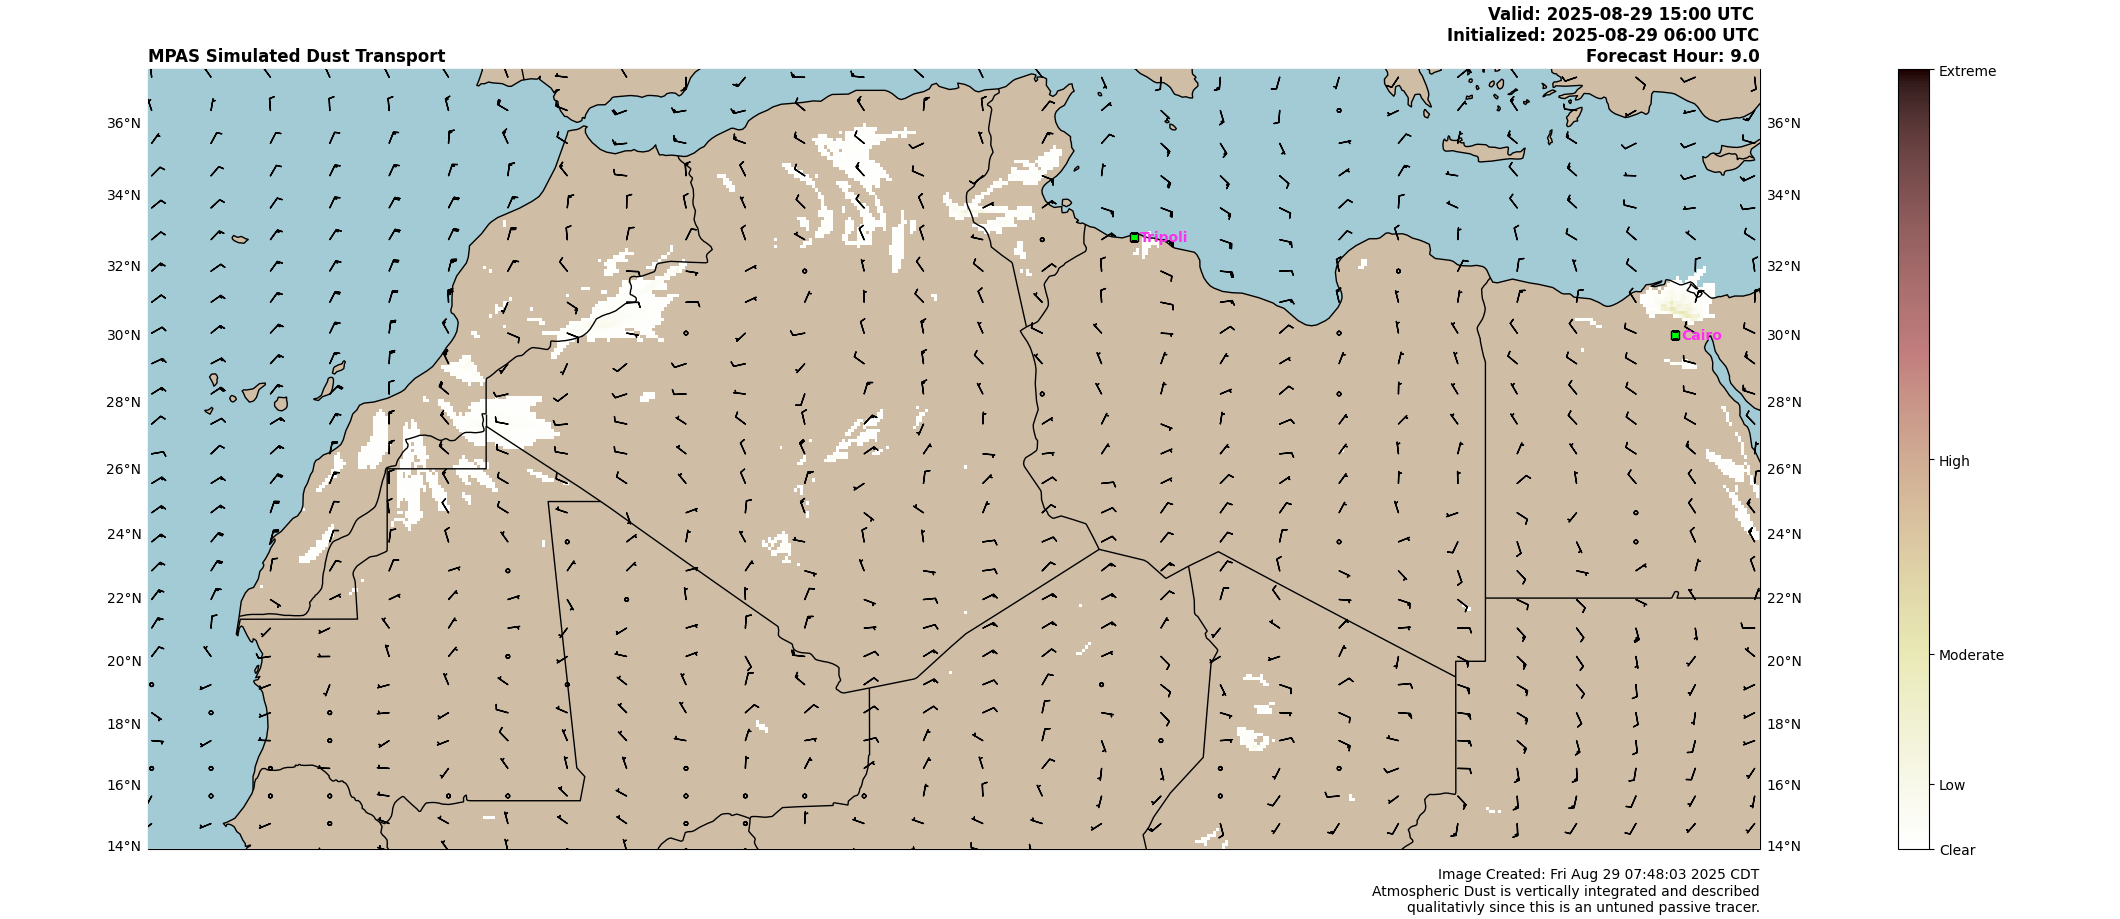 Valid: 2025-08-29 15:00 UTC
Initialized: 2025-08-29 06:00 UTC
MPAS Simulated Dust Transport
Forecast Hour: 9.0
Extreme
36°N
36°N
34°N
34°N
Tripoli
32°N
32°N
30°N
Cairo
30°N
28°N
28°N
High
26°N
26°N
24°N
24°N
22°N
22°N
Moderate
20°N
20°N
18°N
18°N
16°N
16°N
Low
14°N
14°N
Clear
Image Created: Fri Aug 29 07:48:03 2025 CDT
Atmospheric Dust is vertically integrated and described
qualitativly since this is an untuned passive tracer.